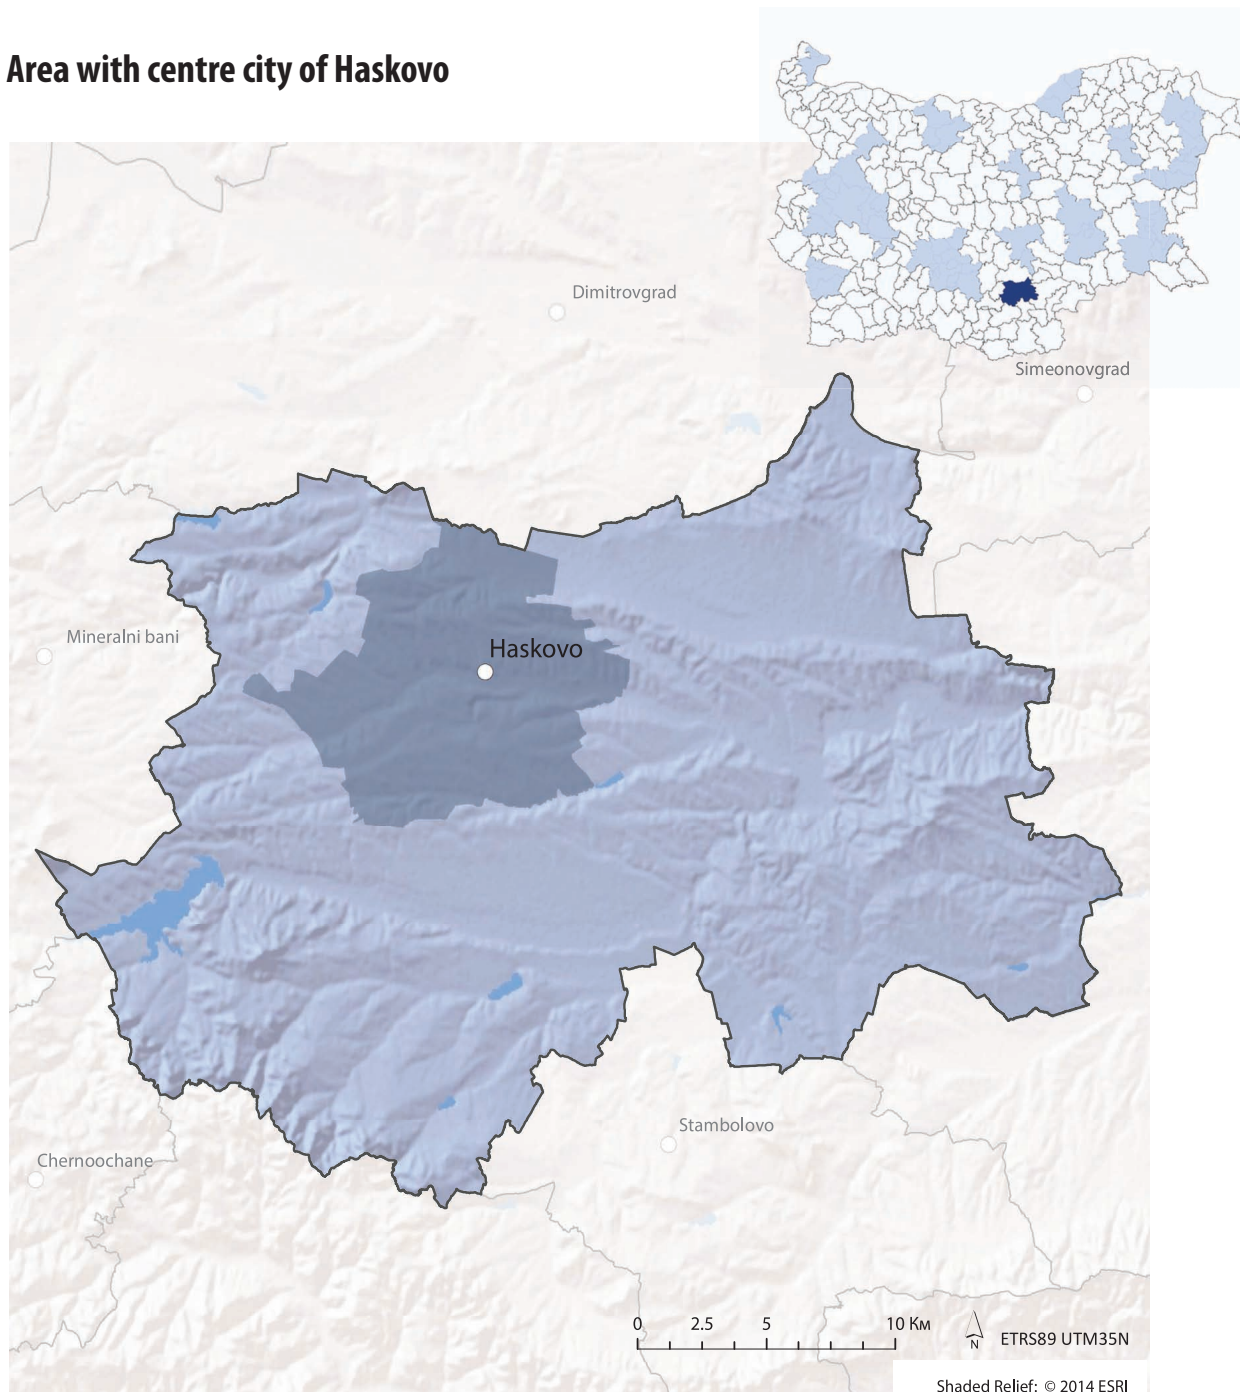 Area with centre city of Haskovo
Dimitrovgrad
Simeonovgrad
Mineralni bani
Haskovo
Stambolovo
Chernoochane
0 2.5 5 10 Км
N
ETRS89 UTM35N
Shaded Relief: © 2014 ESRI